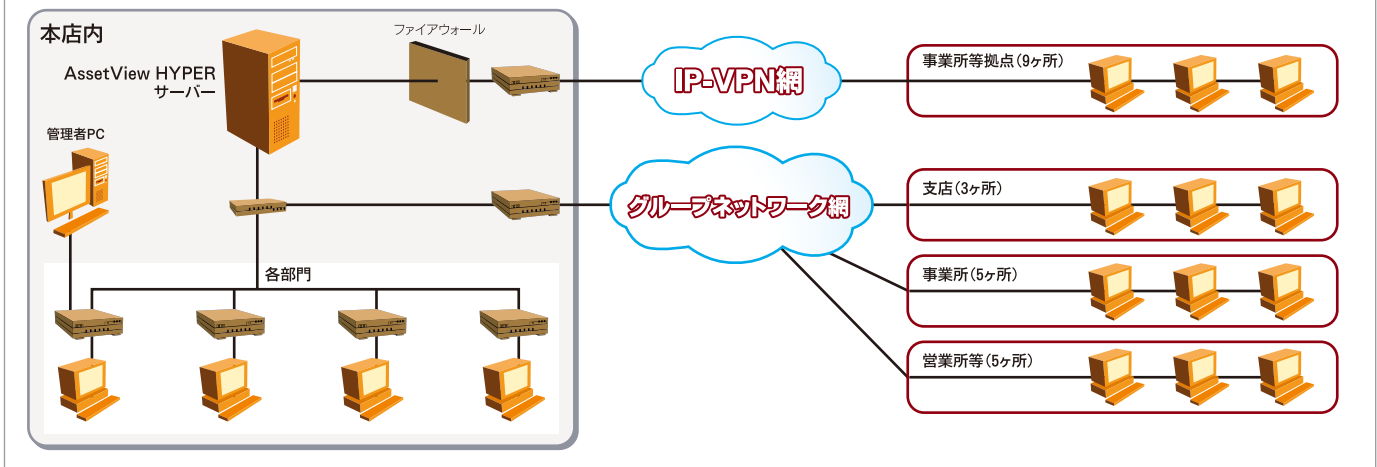 本店内
ファイアウォール
AssetView HYPER
サーバー
管理者PC
各部門
IP-VPN網
グループネットワーク網
事業所等拠点(9ヶ所)
支店(3ヶ所)
事業所(5ヶ所)
営業所等(5ヶ所)